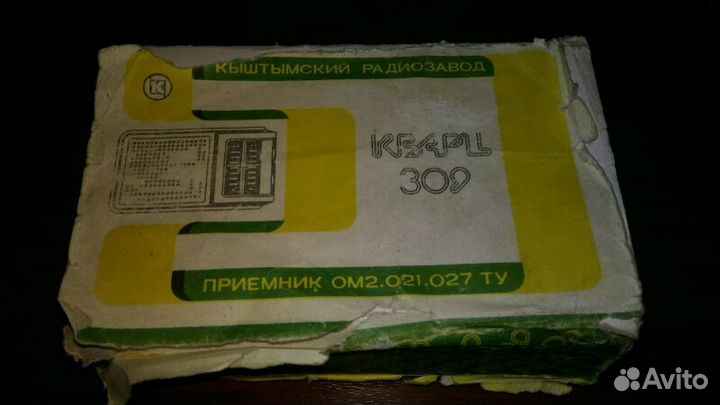 КЫШТЫМСКИЙ РАДИОЗАВОД
К
КВАРЦ
309
ПРИЕМНИК ОМ2.021.027 ТУ
Avito